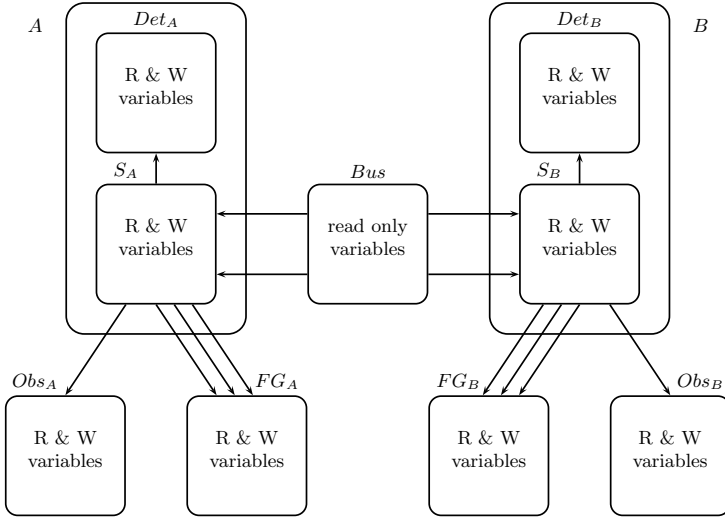 A
Det_A
Det_B
B
R & W
variables
R & W
variables
S_A
Bus
S_B
R & W
variables
read only
variables
R & W
variables
Obs_A
FG_A
FG_B
Obs_B
R & W
variables
R & W
variables
R & W
variables
R & W
variables